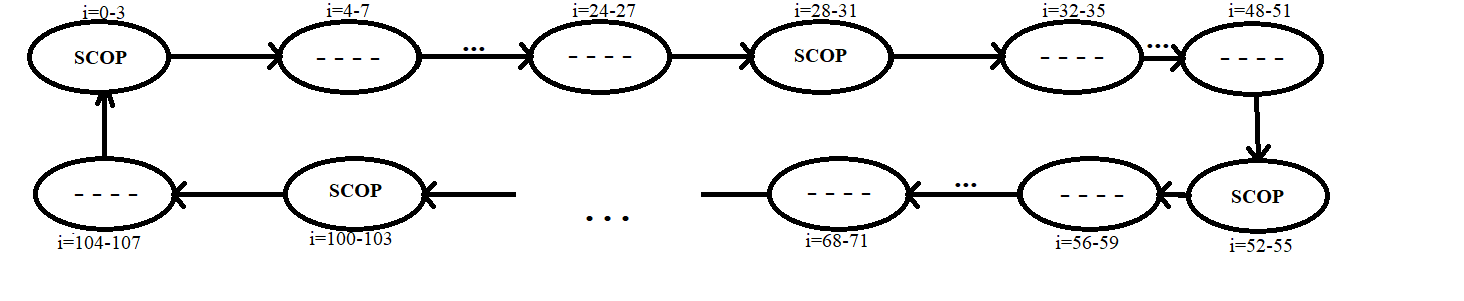 i=0-3 i=4-7 i=24-27 i=28-31 i=32-35 i=48-51
SCOP - - - - ... - - - - SCOP - - - - ... - - - -
- - - - SCOP ... - - - - ... - - - - SCOP
i=104-107 i=100-103 i=68-71 i=56-59 i=52-55